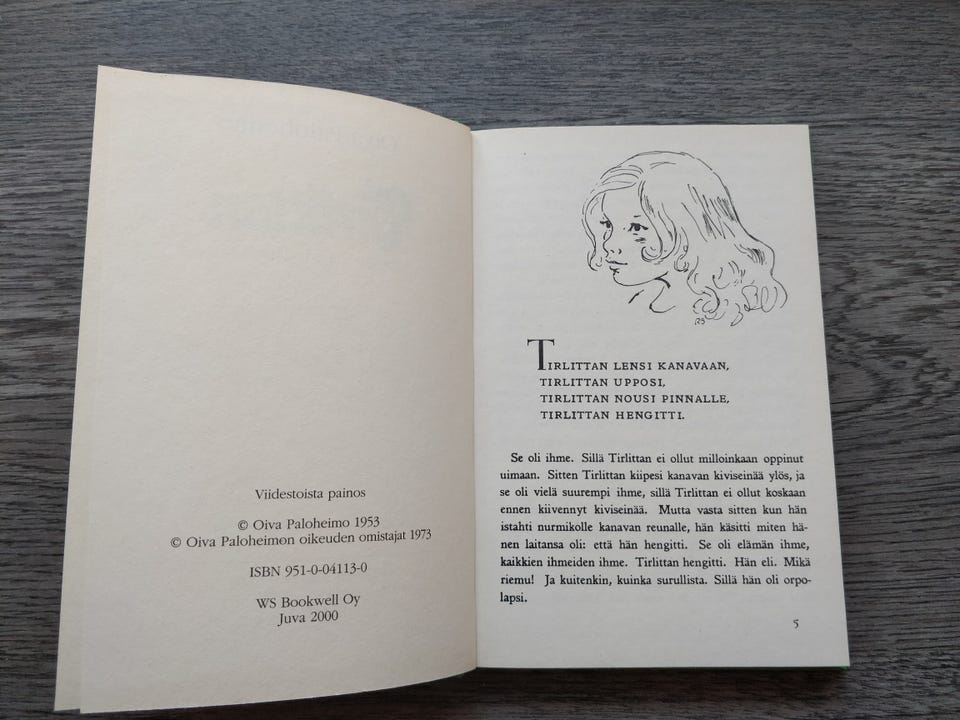 Viidestoista painos
© Oiva Paloheimo 1953
© Oiva Paloheimon oikeuden omistajat 1973
ISBN 951-0-04113-0
WS Bookwell Oy
Juva 2000
TIRLITTAN LENSI KANAVAAN,
TIRLITTAN UPPOSI,
TIRLITTAN NOUSI PINNALLE,
TIRLITTAN HENGITTI.
Se oli ihme. Sillä Tirlittan ei ollut milloinkaan oppinut
uimaan. Sitten Tirlittan kiipesi kanavan kiviseinää ylös, ja
se oli vielä suurempi ihme, sillä Tirlittan ei ollut koskaan
ennen kiivennyt kiviseinää. Mutta vasta sitten kun hän
istahti nurmikolle kanavan reunalle, hän käsitti miten hä-
nen laitansa oli: että hän hengitti. Se oli elämän ihme,
kaikkien ihmeiden ihme. Tirlittan hengitti. Hän eli. Mikä
riemu! Ja kuitenkin, kuinka surullista. Sillä hän oli orpo-
lapsi.
5